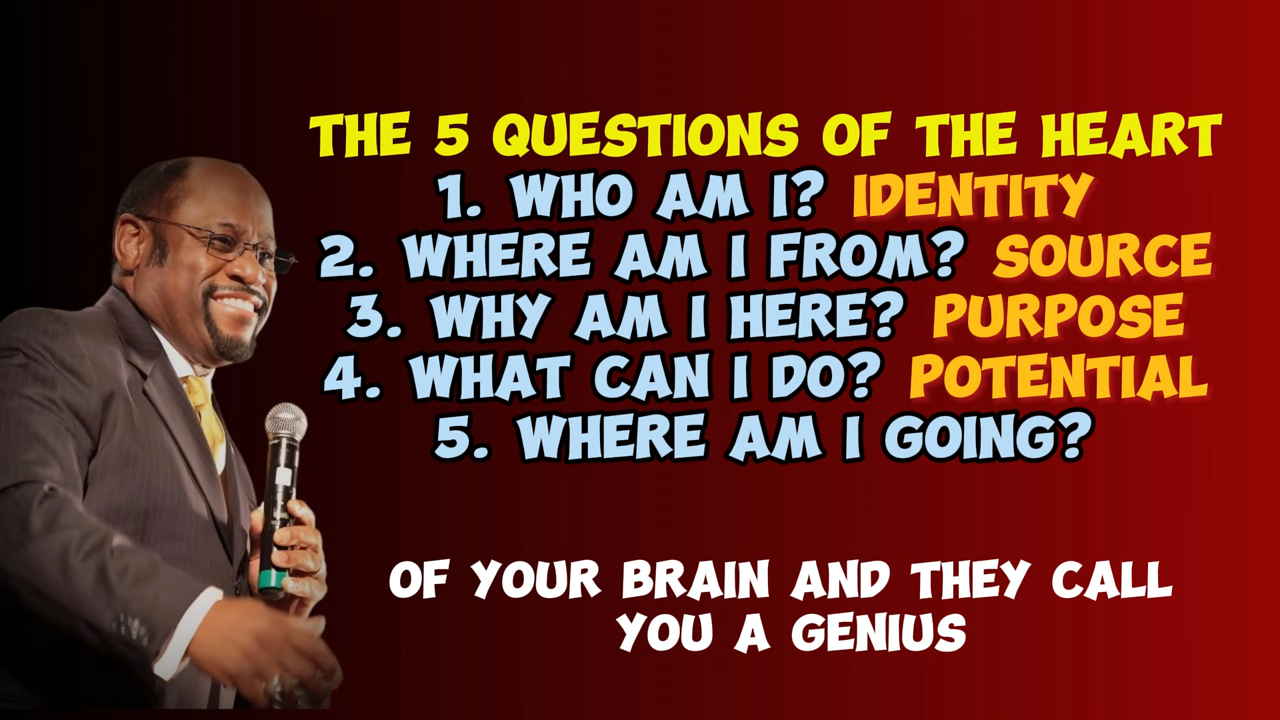 THE 5 QUESTIONS OF THE HEART
1. WHO AM I? IDENTITY
2. WHERE AM I FROM? SOURCE
3. WHY AM I HERE? PURPOSE
4. WHAT CAN I DO? POTENTIAL
5. WHERE AM I GOING?
OF YOUR BRAIN AND THEY CALL
YOU A GENIUS